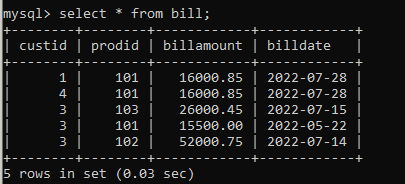 mysql> select * from bill;
+--------+--------+------------+------------+
| custid | prodid | billamount | billdate   |
+--------+--------+------------+------------+
|      1 |    101 |   16000.85 | 2022-07-28 |
|      4 |    101 |   16000.85 | 2022-07-28 |
|      3 |    103 |   26000.45 | 2022-07-15 |
|      3 |    101 |   15500.00 | 2022-05-22 |
|      3 |    102 |   52000.75 | 2022-07-14 |
+--------+--------+------------+------------+
5 rows in set (0.03 sec)